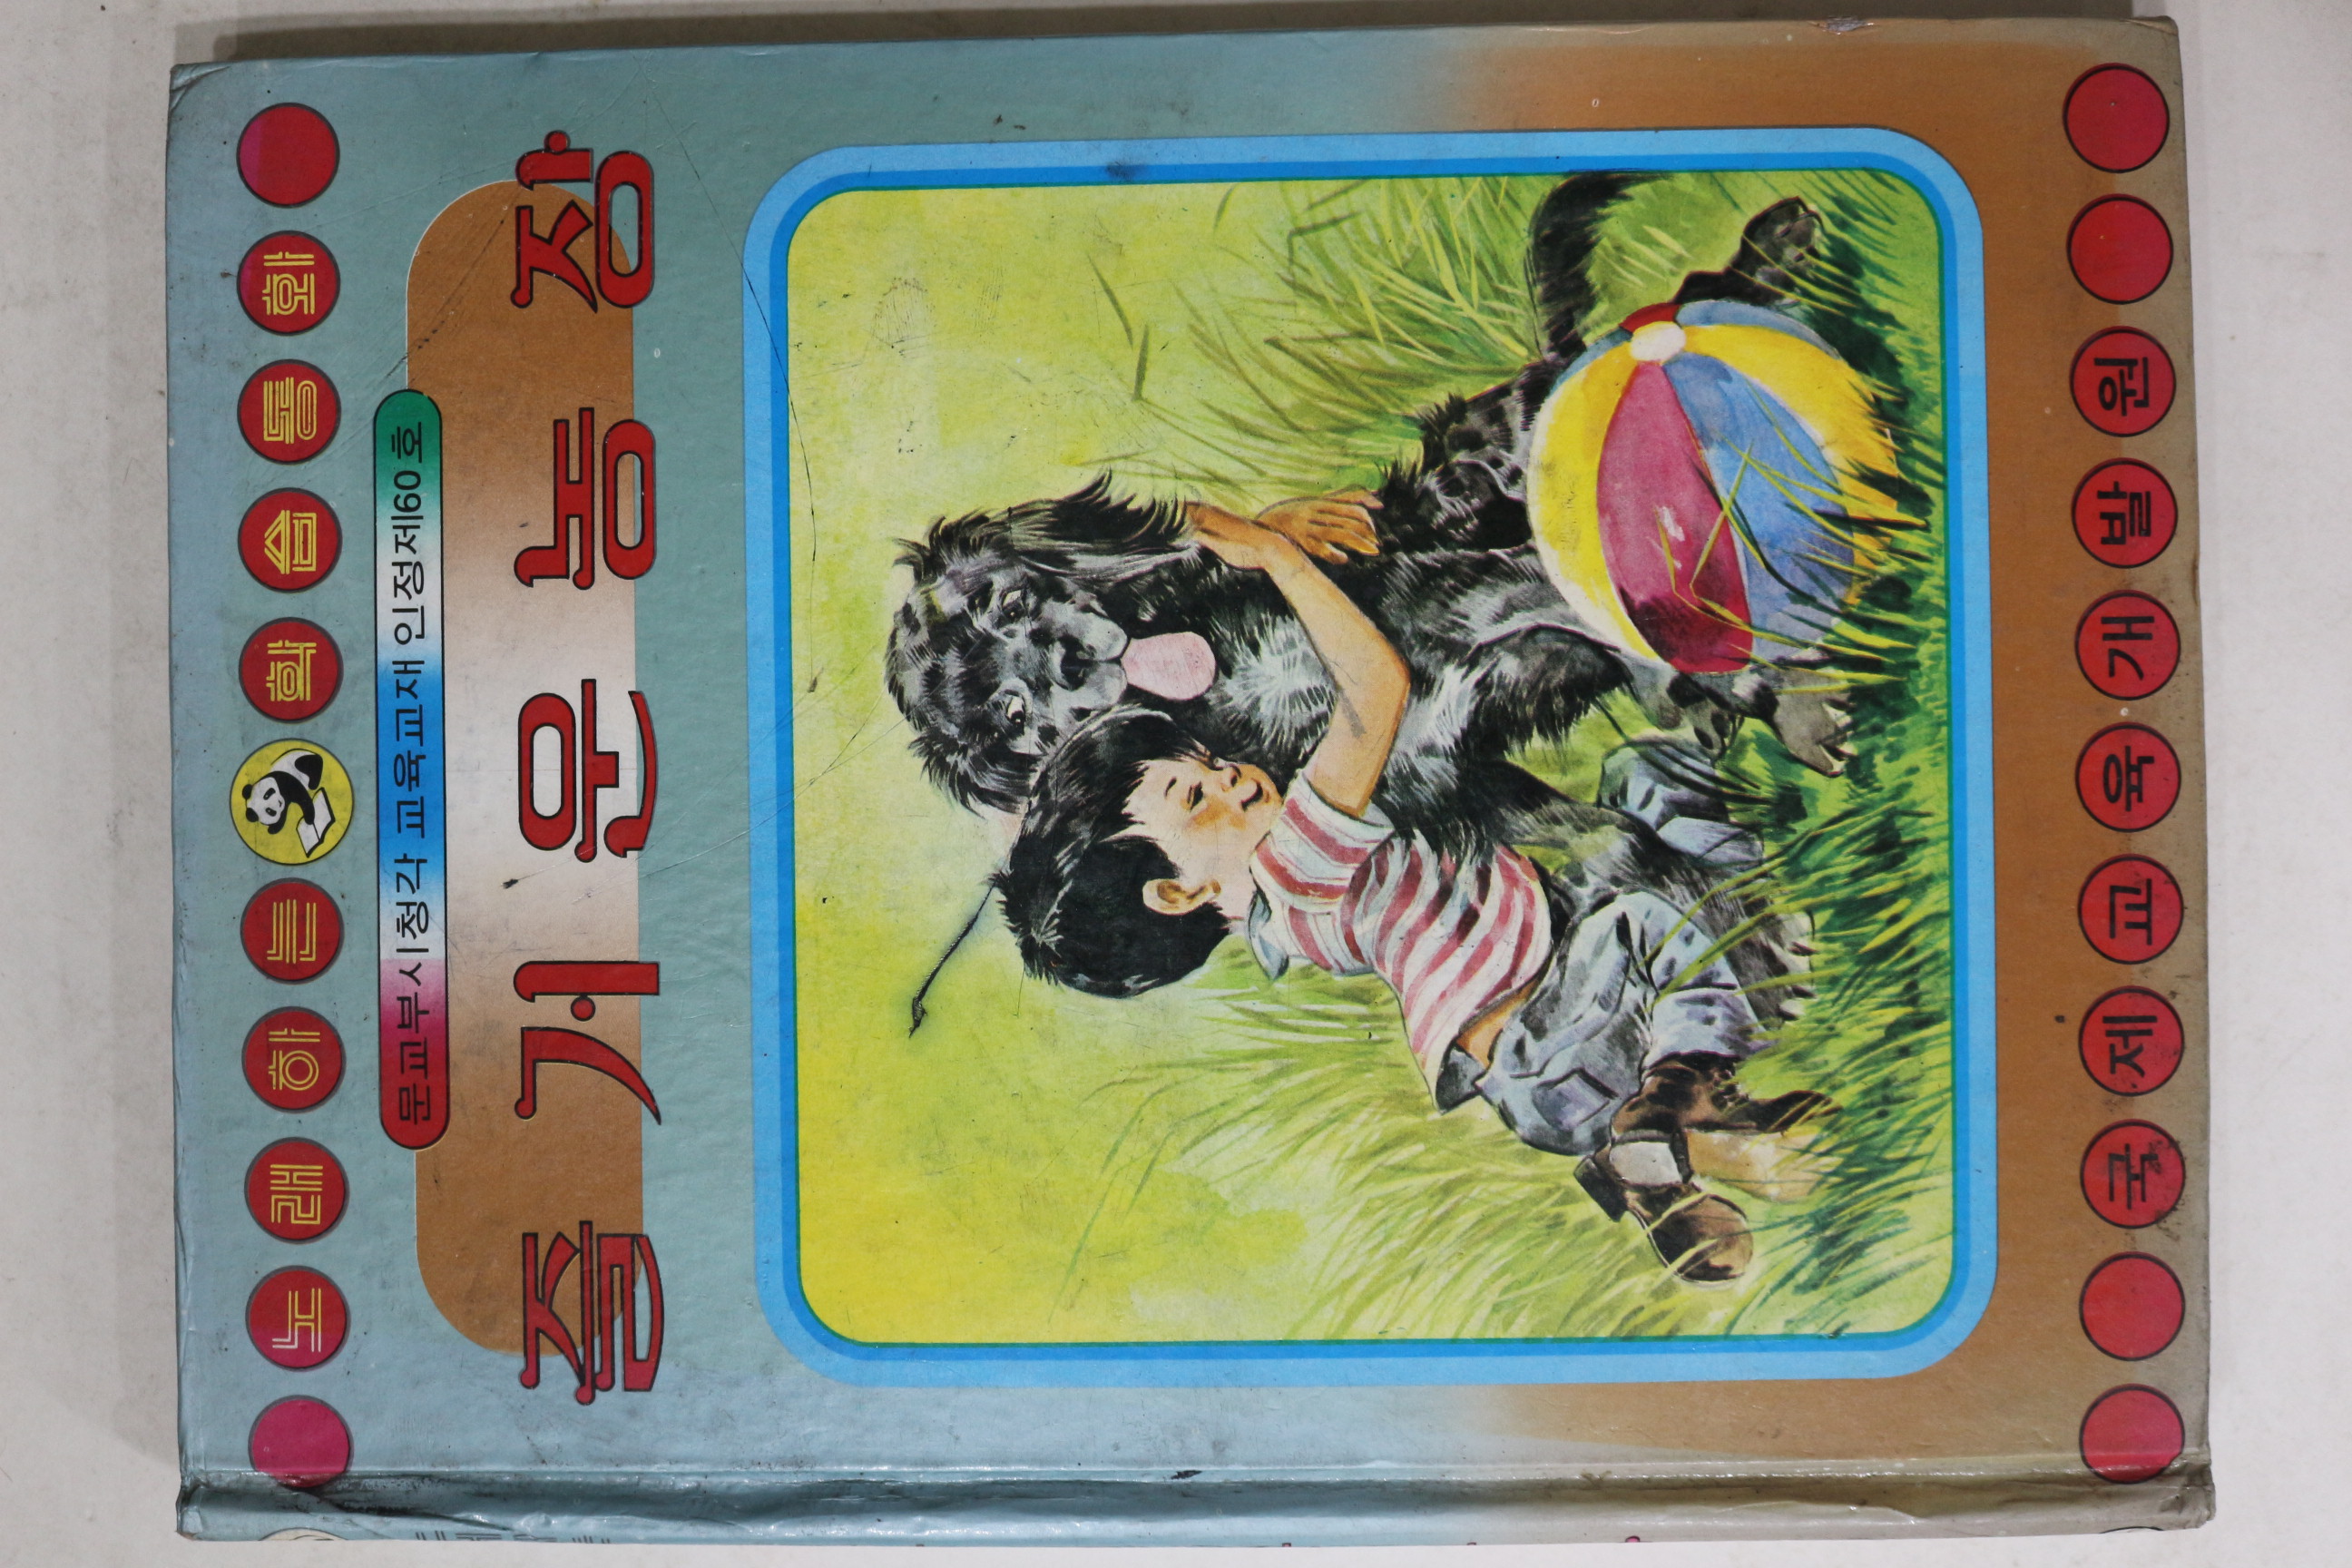 노래하는 학습동화
문교부시청각 교육교재 인정제60호
즐거운 농장
국제교육개발원